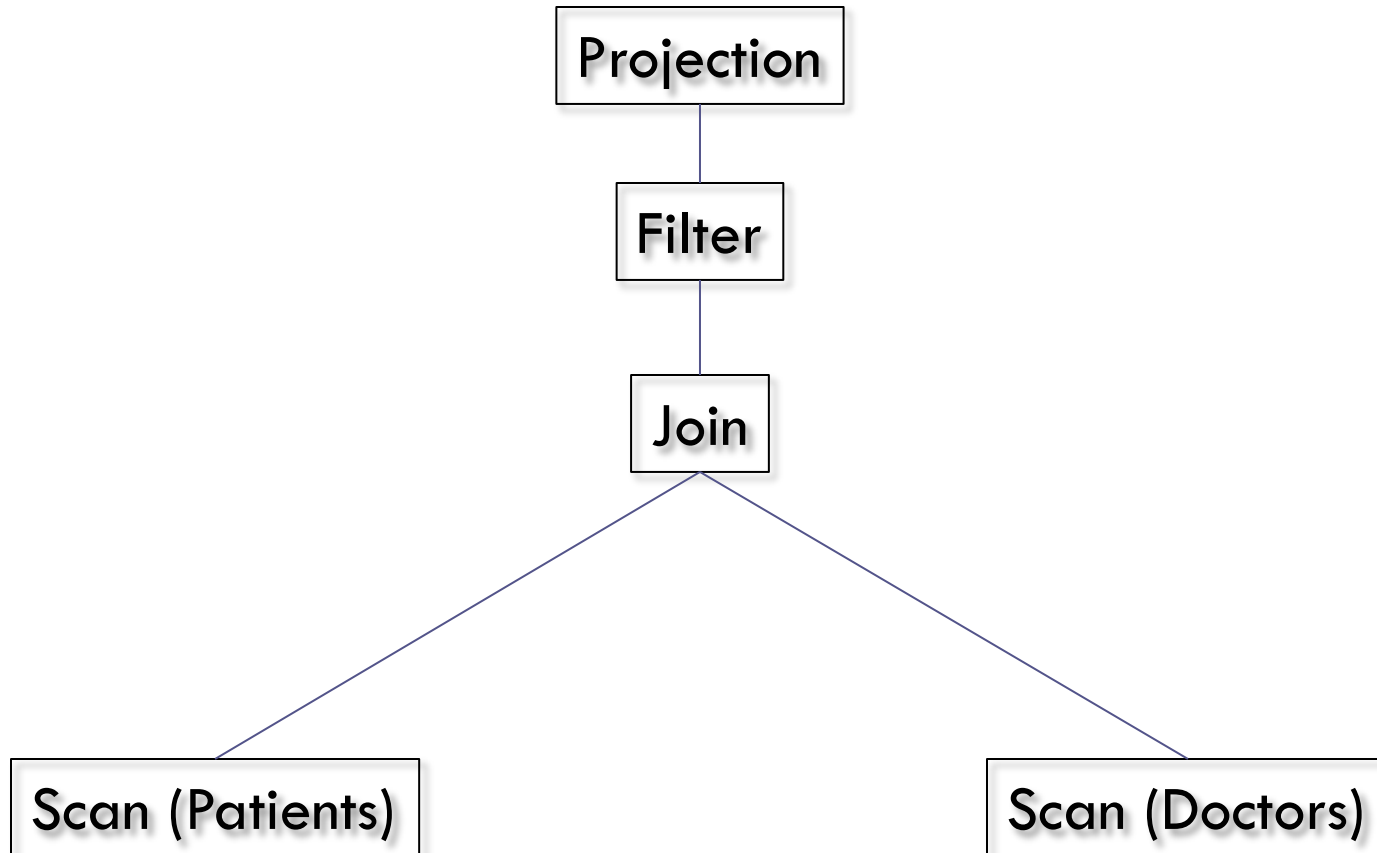 Projection
Filter
Join
Scan (Patients)
Scan (Doctors)